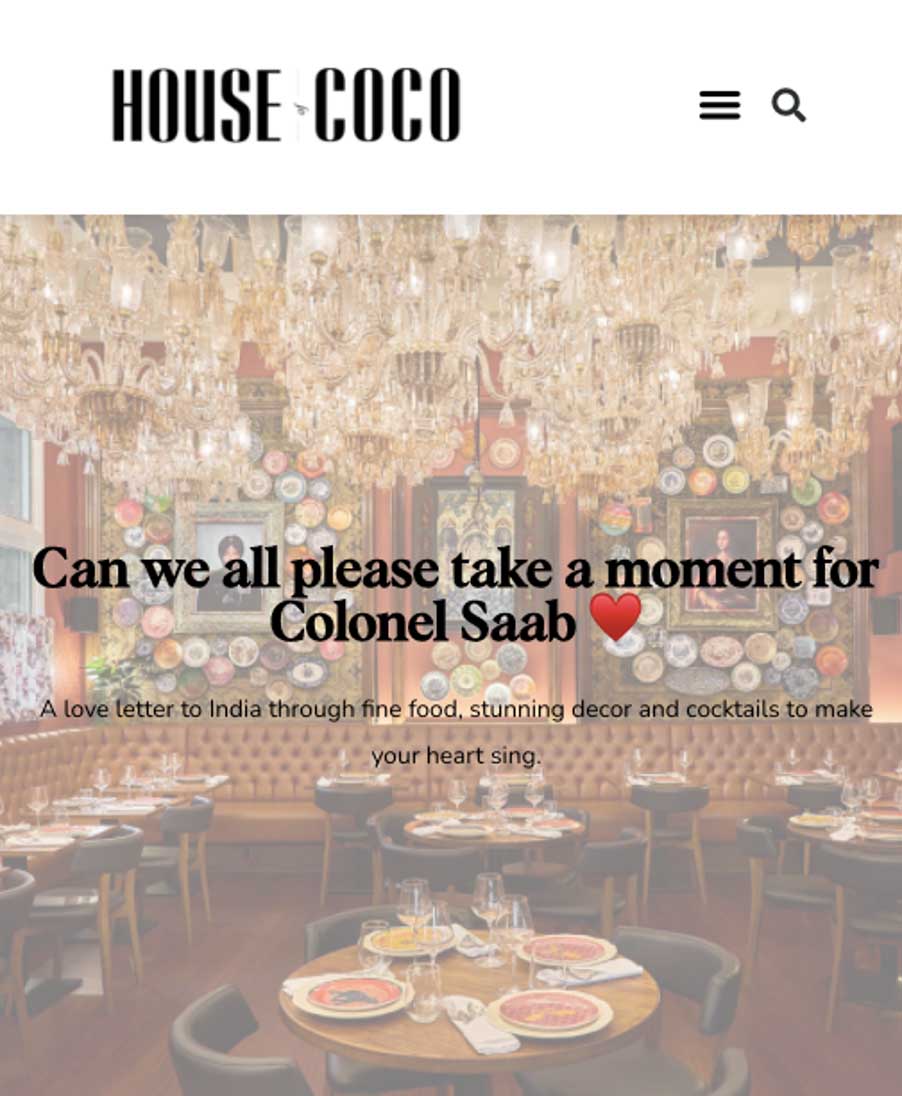 HOUSE COCO
Can we all please take a moment for
Colonel Saab ❤️
A love letter to India through fine food, stunning decor and cocktails to make
your heart sing.